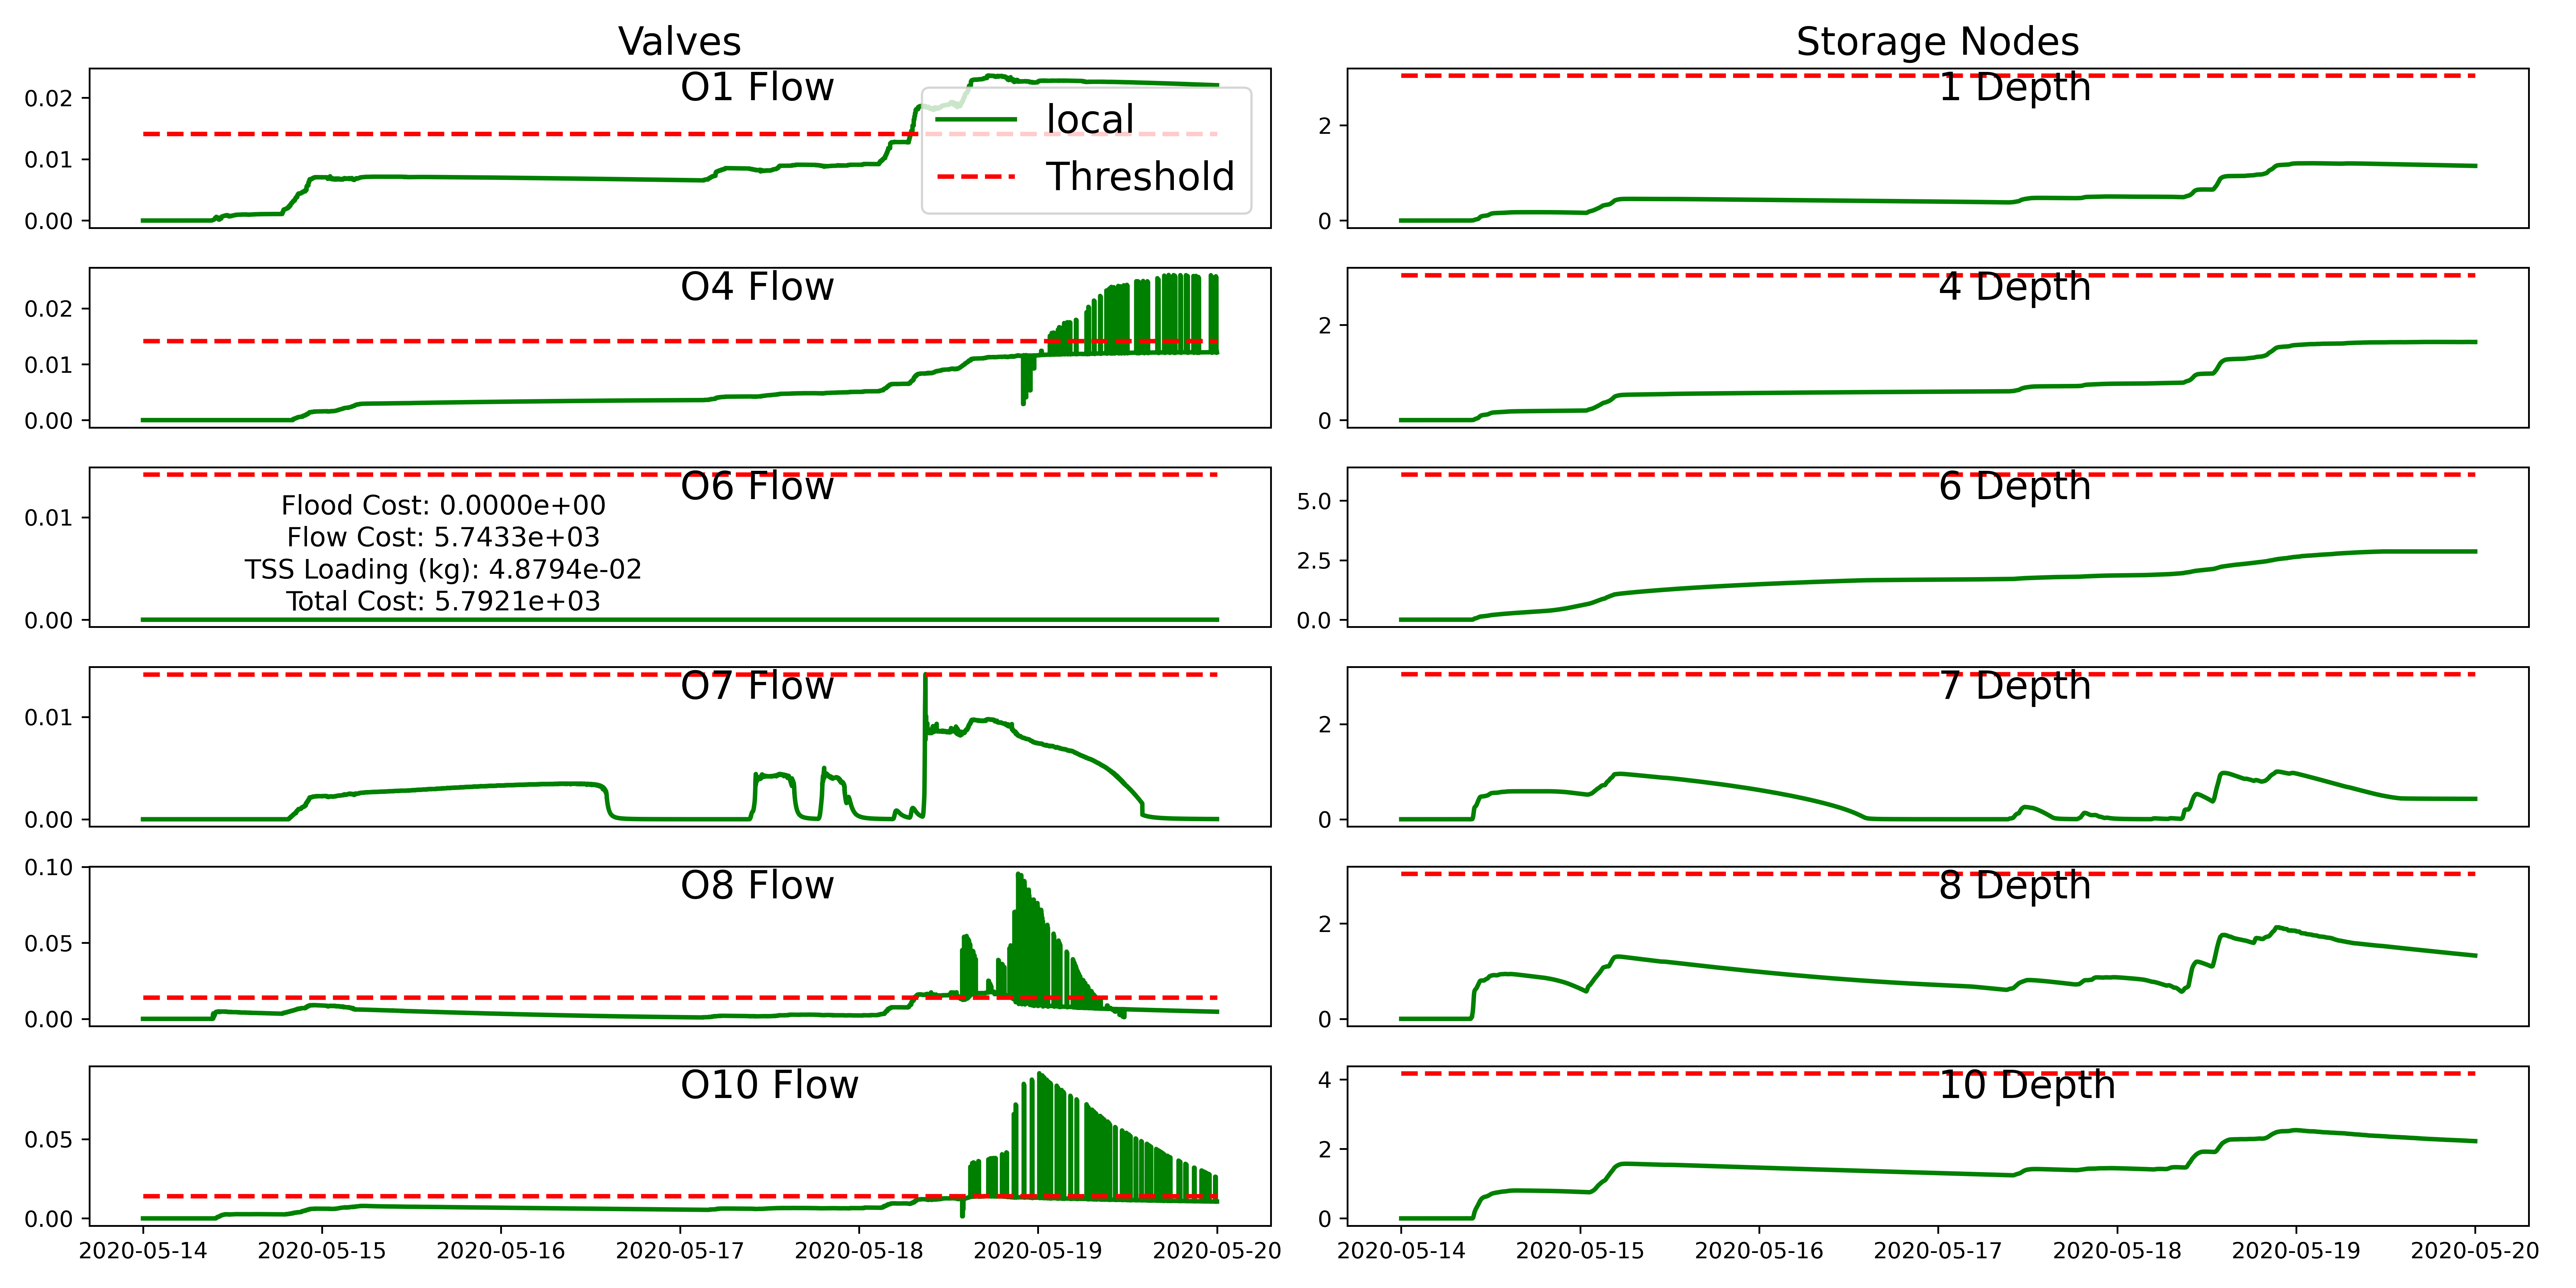 Valves
Storage Nodes
O1 Flow
0.02
0.01
0.00
local
Threshold
1 Depth
2
0
O4 Flow
0.02
0.01
0.00
4 Depth
2
0
O6 Flow
0.01
0.00
Flood Cost: 0.0000e+00
Flow Cost: 5.7433e+03
TSS Loading (kg): 4.8794e-02
Total Cost: 5.7921e+03
6 Depth
5.0
2.5
0.0
O7 Flow
0.01
0.00
7 Depth
2
0
O8 Flow
0.10
0.05
0.00
8 Depth
2
0
O10 Flow
0.05
0.00
2020-05-14 2020-05-15 2020-05-16 2020-05-17 2020-05-18 2020-05-19 2020-05-20
10 Depth
4
2
0
2020-05-14 2020-05-15 2020-05-16 2020-05-17 2020-05-18 2020-05-19 2020-05-20